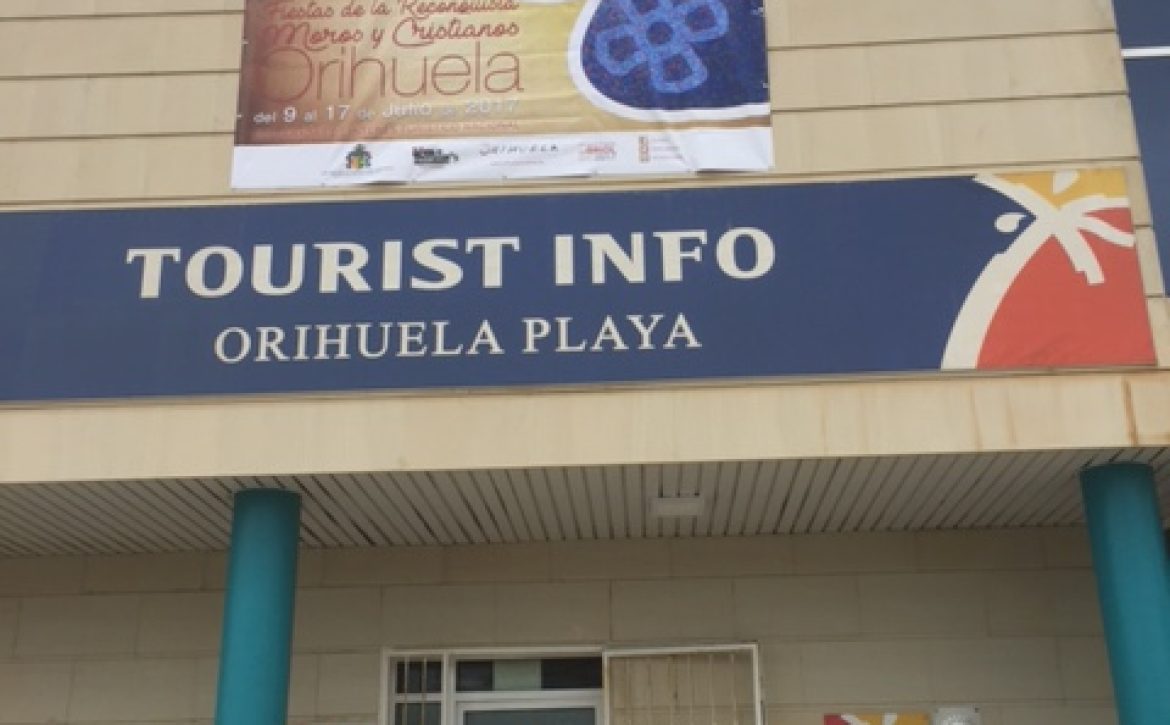 Fiestas de la Reconquista
Moros y Cristianos
Orihuela
del 9 al 17 de Julio de 2017
ORIHUELA
TOURIST INFO
ORIHUELA PLAYA